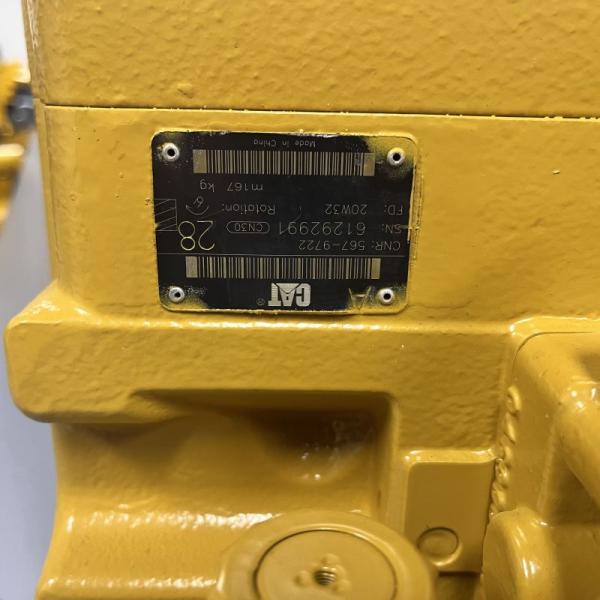 CAT®
CNR: 567-9722
SN: 61292991 CN30 28
FD: 20W32 Rotation:
m167 kg
Made in China